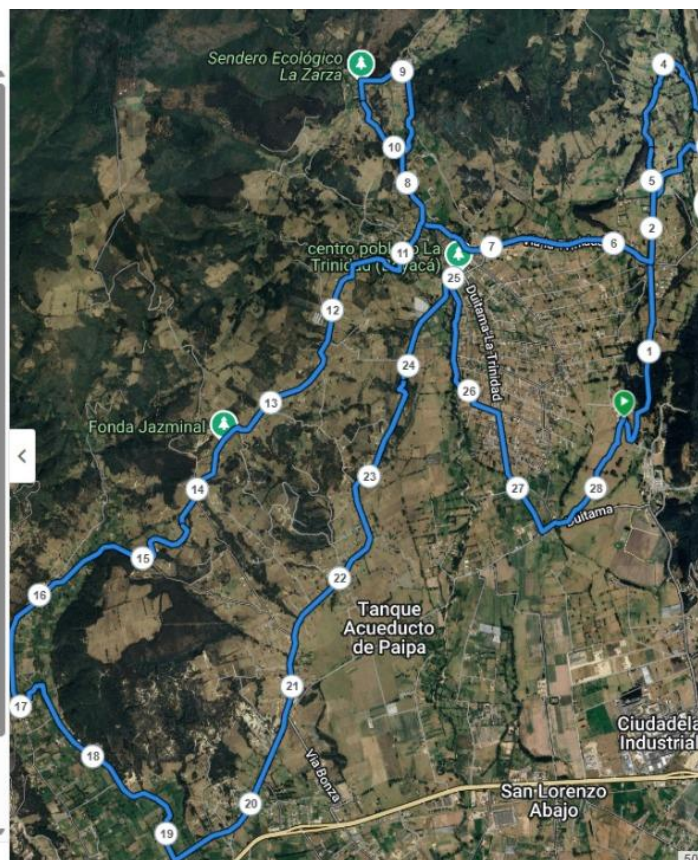 Sendero Ecológico
La Zarza
9
4
10
8
5
2
centro poblado La
Trinidad (Boyacá)
11
7
6
25
12
Duitama-La Trinidad
24
1
26
13
Fonda Jazminal
23
14
27
28
Duitama
15
22
16
Tanque
Acueducto
de Paipa
21
17
Ciudadela
Industrial
18
Vía Bonza
20
San Lorenzo
Abajo
19